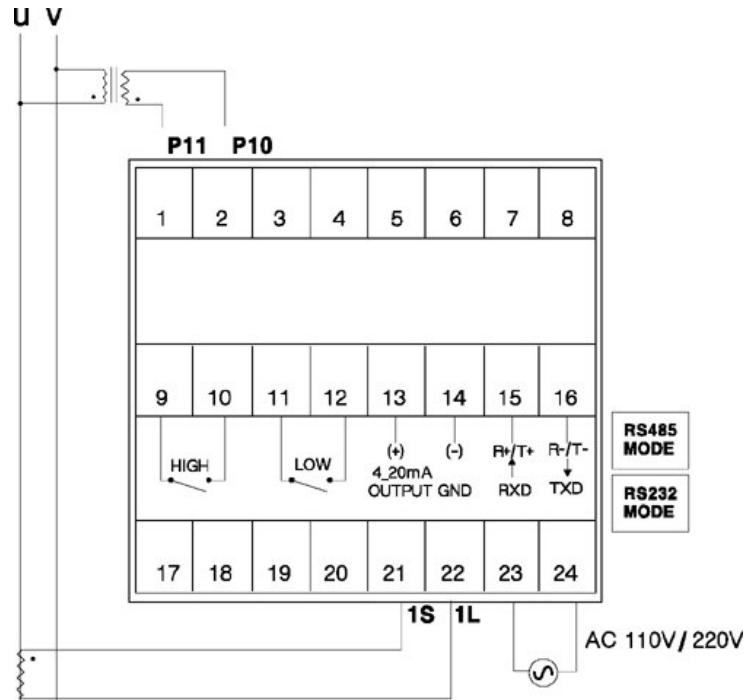 U V
P11 P10
1 2 3 4 5 6 7 8
9 10 11 12 13 14 15 16
HIGH
LOW
(+) (-) R+/T+ R-/T-
4_20mA
OUTPUT GND RXD TXD
RS485
MODE
RS232
MODE
17 18 19 20 21 22 23 24
1S 1L
AC 110V/220V